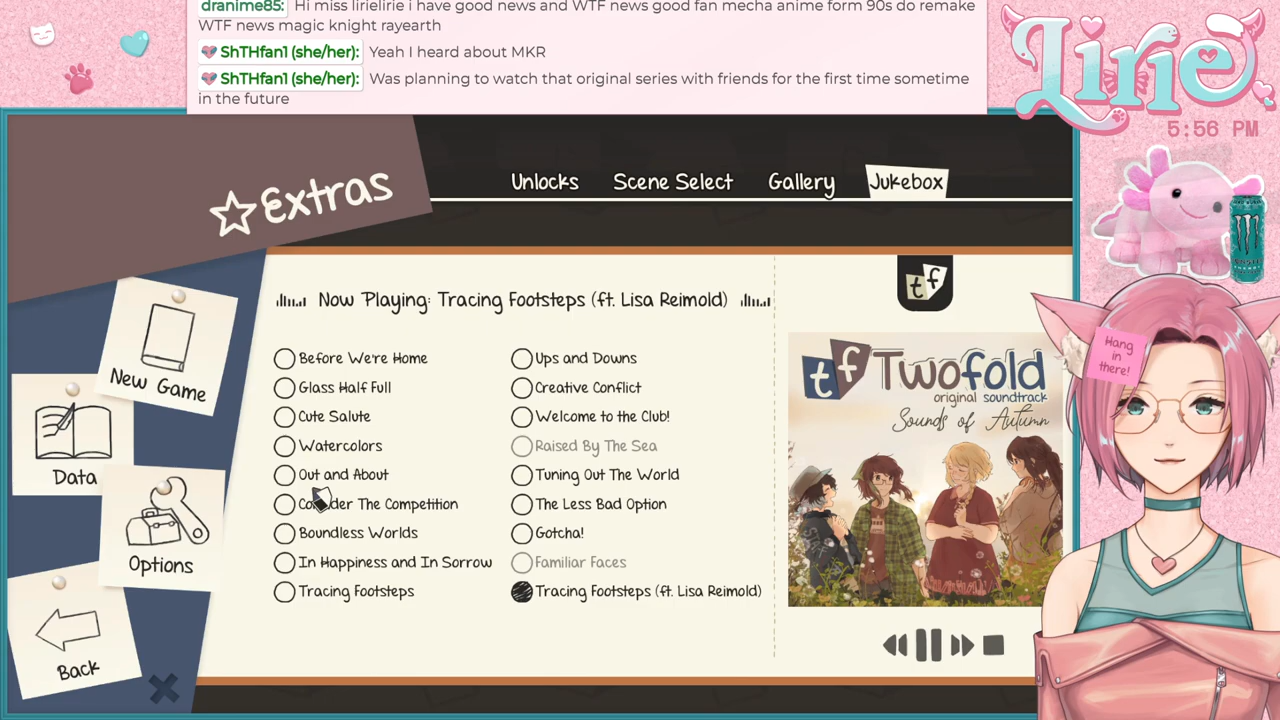 dranime85: Hi miss lirielirie i have good news and WTF news good fan mecha anime form 90s do remake
WTF news magic knight rayearth
ShTHfan1 (she/her): Yeah I heard about MKR
ShTHfan1 (she/her): Was planning to watch that original series with friends for the first time sometime
in the future
Lirie
5:56 PM
Extras
Unlocks Scene Select Gallery Jukebox
New Game
Data
Options
Back
Now Playing: Tracing Footsteps (ft. Lisa Reimold)
Before We're Home
Glass Half Full
Cute Salute
Watercolors
Out and About
The Competition
Boundless Worlds
In Happiness and In Sorrow
Tracing Footsteps
Ups and Downs
Creative Conflict
Welcome to the Club!
Raised By The Sea
Tuning Out The World
The Less Bad Option
Gotcha!
Familiar Faces
Tracing Footsteps (ft. Lisa Reimold)
tf
tf Twofold
original soundtrack
Sounds of Autumn
Hang
in
there!